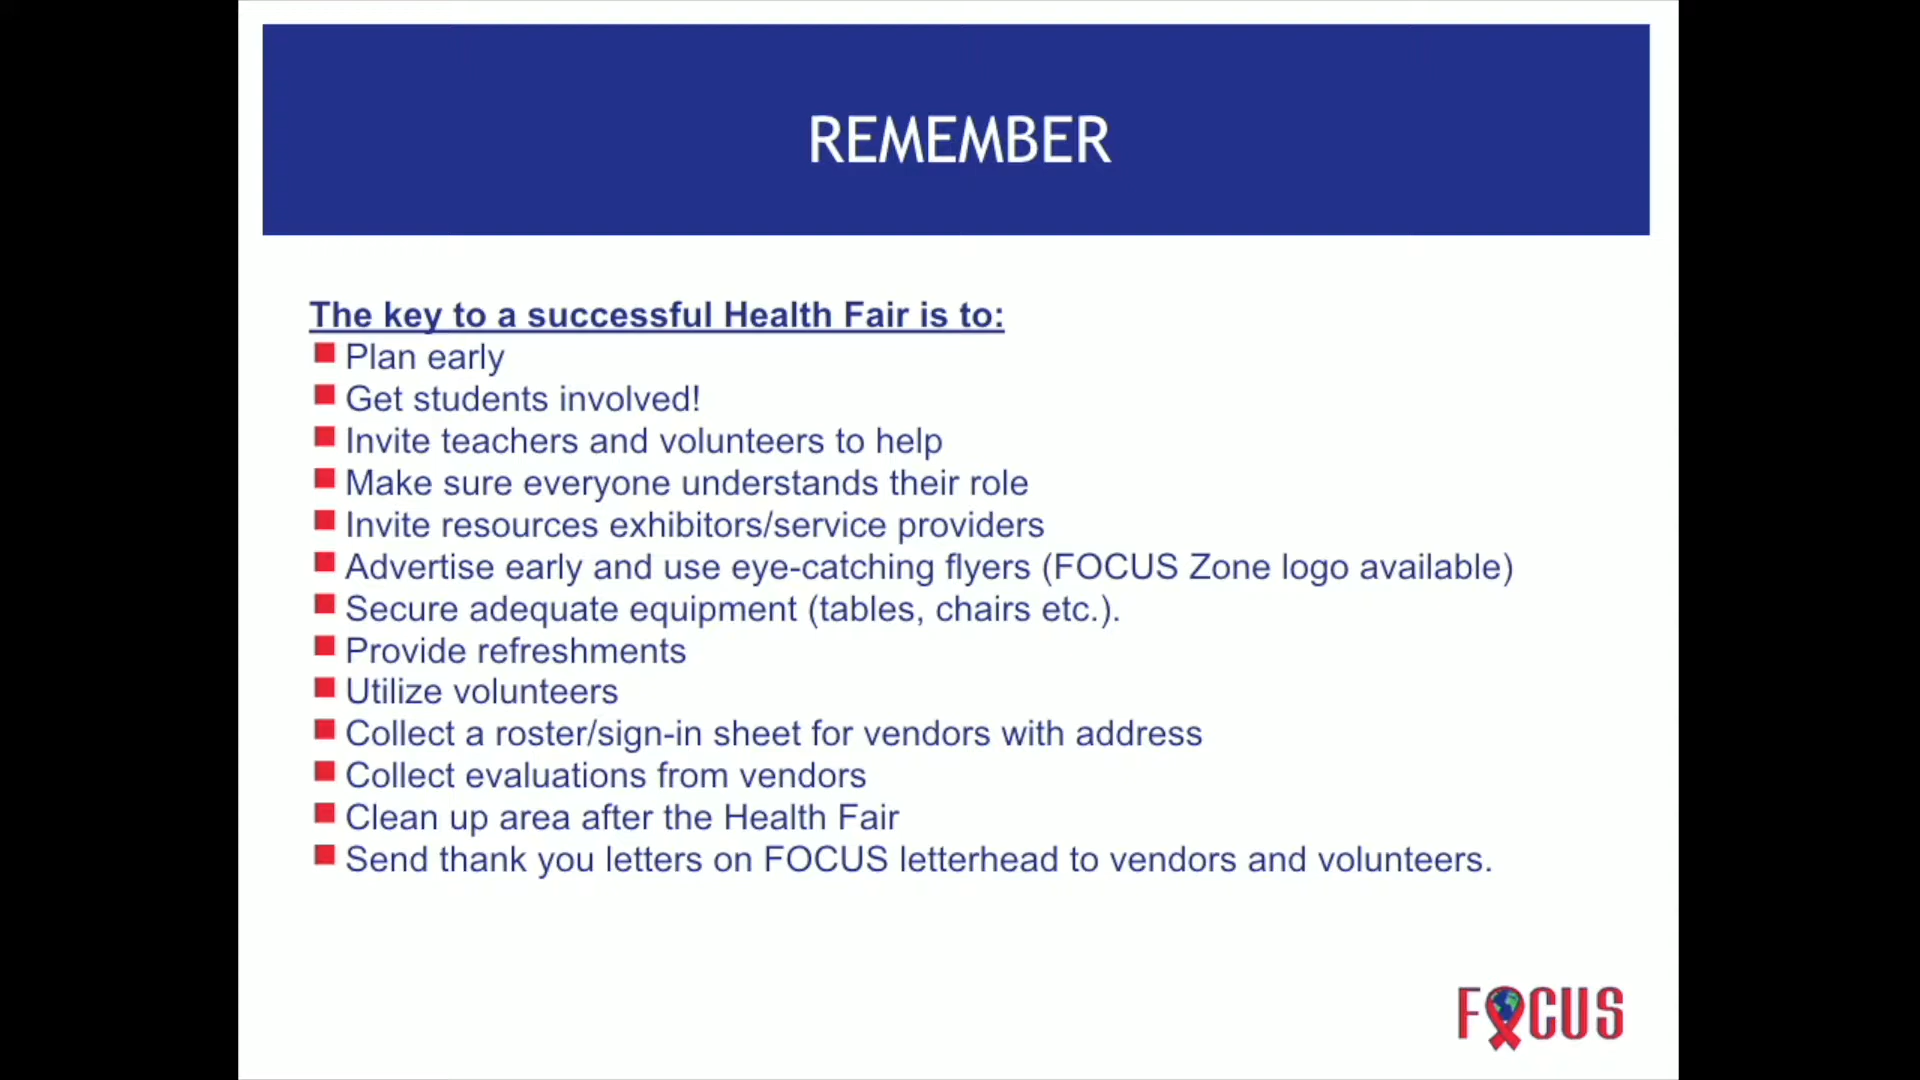 REMEMBER
The key to a successful Health Fair is to:
Plan early
Get students involved!
Invite teachers and volunteers to help
Make sure everyone understands their role
Invite resources exhibitors/service providers
Advertise early and use eye-catching flyers (FOCUS Zone logo available)
Secure adequate equipment (tables, chairs etc.).
Provide refreshments
Utilize volunteers
Collect a roster/sign-in sheet for vendors with address
Collect evaluations from vendors
Clean up area after the Health Fair
Send thank you letters on FOCUS letterhead to vendors and volunteers.
FOCUS